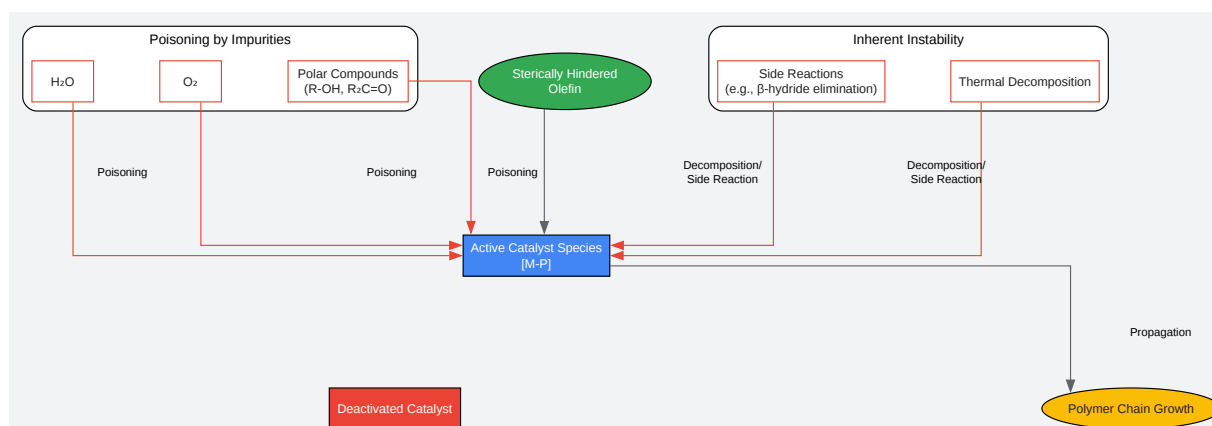 Poisoning by Impurities
Inherent Instability
H₂O
O₂
Polar Compounds
(R-OH, R₂C=O)
Sterically Hindered
Olefin
Side Reactions
(e.g., β-hydride elimination)
Thermal Decomposition
Poisoning
Poisoning
Poisoning
Decomposition/
Side Reaction
Decomposition/
Side Reaction
Active Catalyst Species
[M-P]
Propagation
Deactivated Catalyst
Polymer Chain Growth